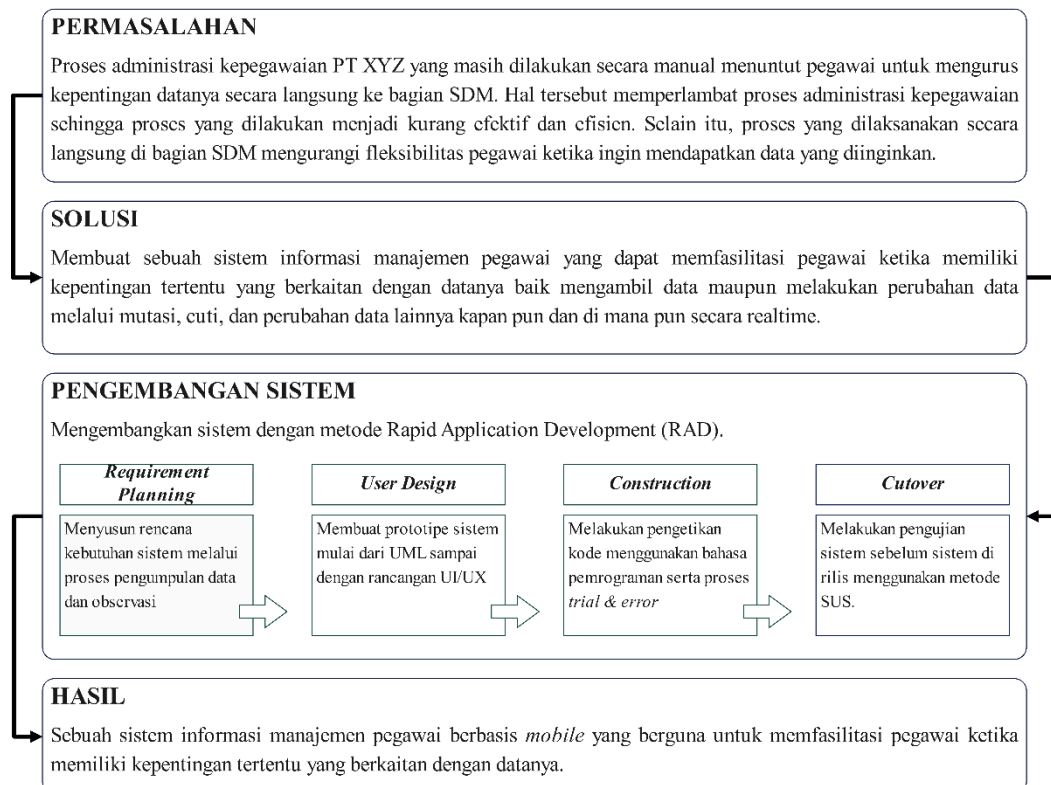 PERMASALAHAN
Proses administrasi kepegawaian PT XYZ yang masih dilakukan secara manual menuntut pegawai untuk mengurus
kepentingan datanya secara langsung ke bagian SDM. Hal tersebut memperlambat proses administrasi kepegawaian
sehingga proses yang dilakukan menjadi kurang efektif dan efisien. Selain itu, proses yang dilaksanakan secara
langsung di bagian SDM mengurangi fleksibilitas pegawai ketika ingin mendapatkan data yang diinginkan.
SOLUSI
Membuat sebuah sistem informasi manajemen pegawai yang dapat memfasilitasi pegawai ketika memiliki
kepentingan tertentu yang berkaitan dengan datanya baik mengambil data maupun melakukan perubahan data
melalui mutasi, cuti, dan perubahan data lainnya kapan pun dan di mana pun secara realtime.
PENGEMBANGAN SISTEM
Mengembangkan sistem dengan metode Rapid Application Development (RAD).
Requirement
Planning
Menyusun rencana
kebutuhan sistem melalui
proses pengumpulan data
dan observasi
User Design
Membuat prototipe sistem
mulai dari UML sampai
dengan rancangan UI/UX
Construction
Melakukan pengetikan
kode menggunakan bahasa
pemrograman serta proses
trial & error
Cutover
Melakukan pengujian
sistem sebelum sistem di
rilis menggunakan metode
SUS.
HASIL
Sebuah sistem informasi manajemen pegawai berbasis mobile yang berguna untuk memfasilitasi pegawai ketika
memiliki kepentingan tertentu yang berkaitan dengan datanya.